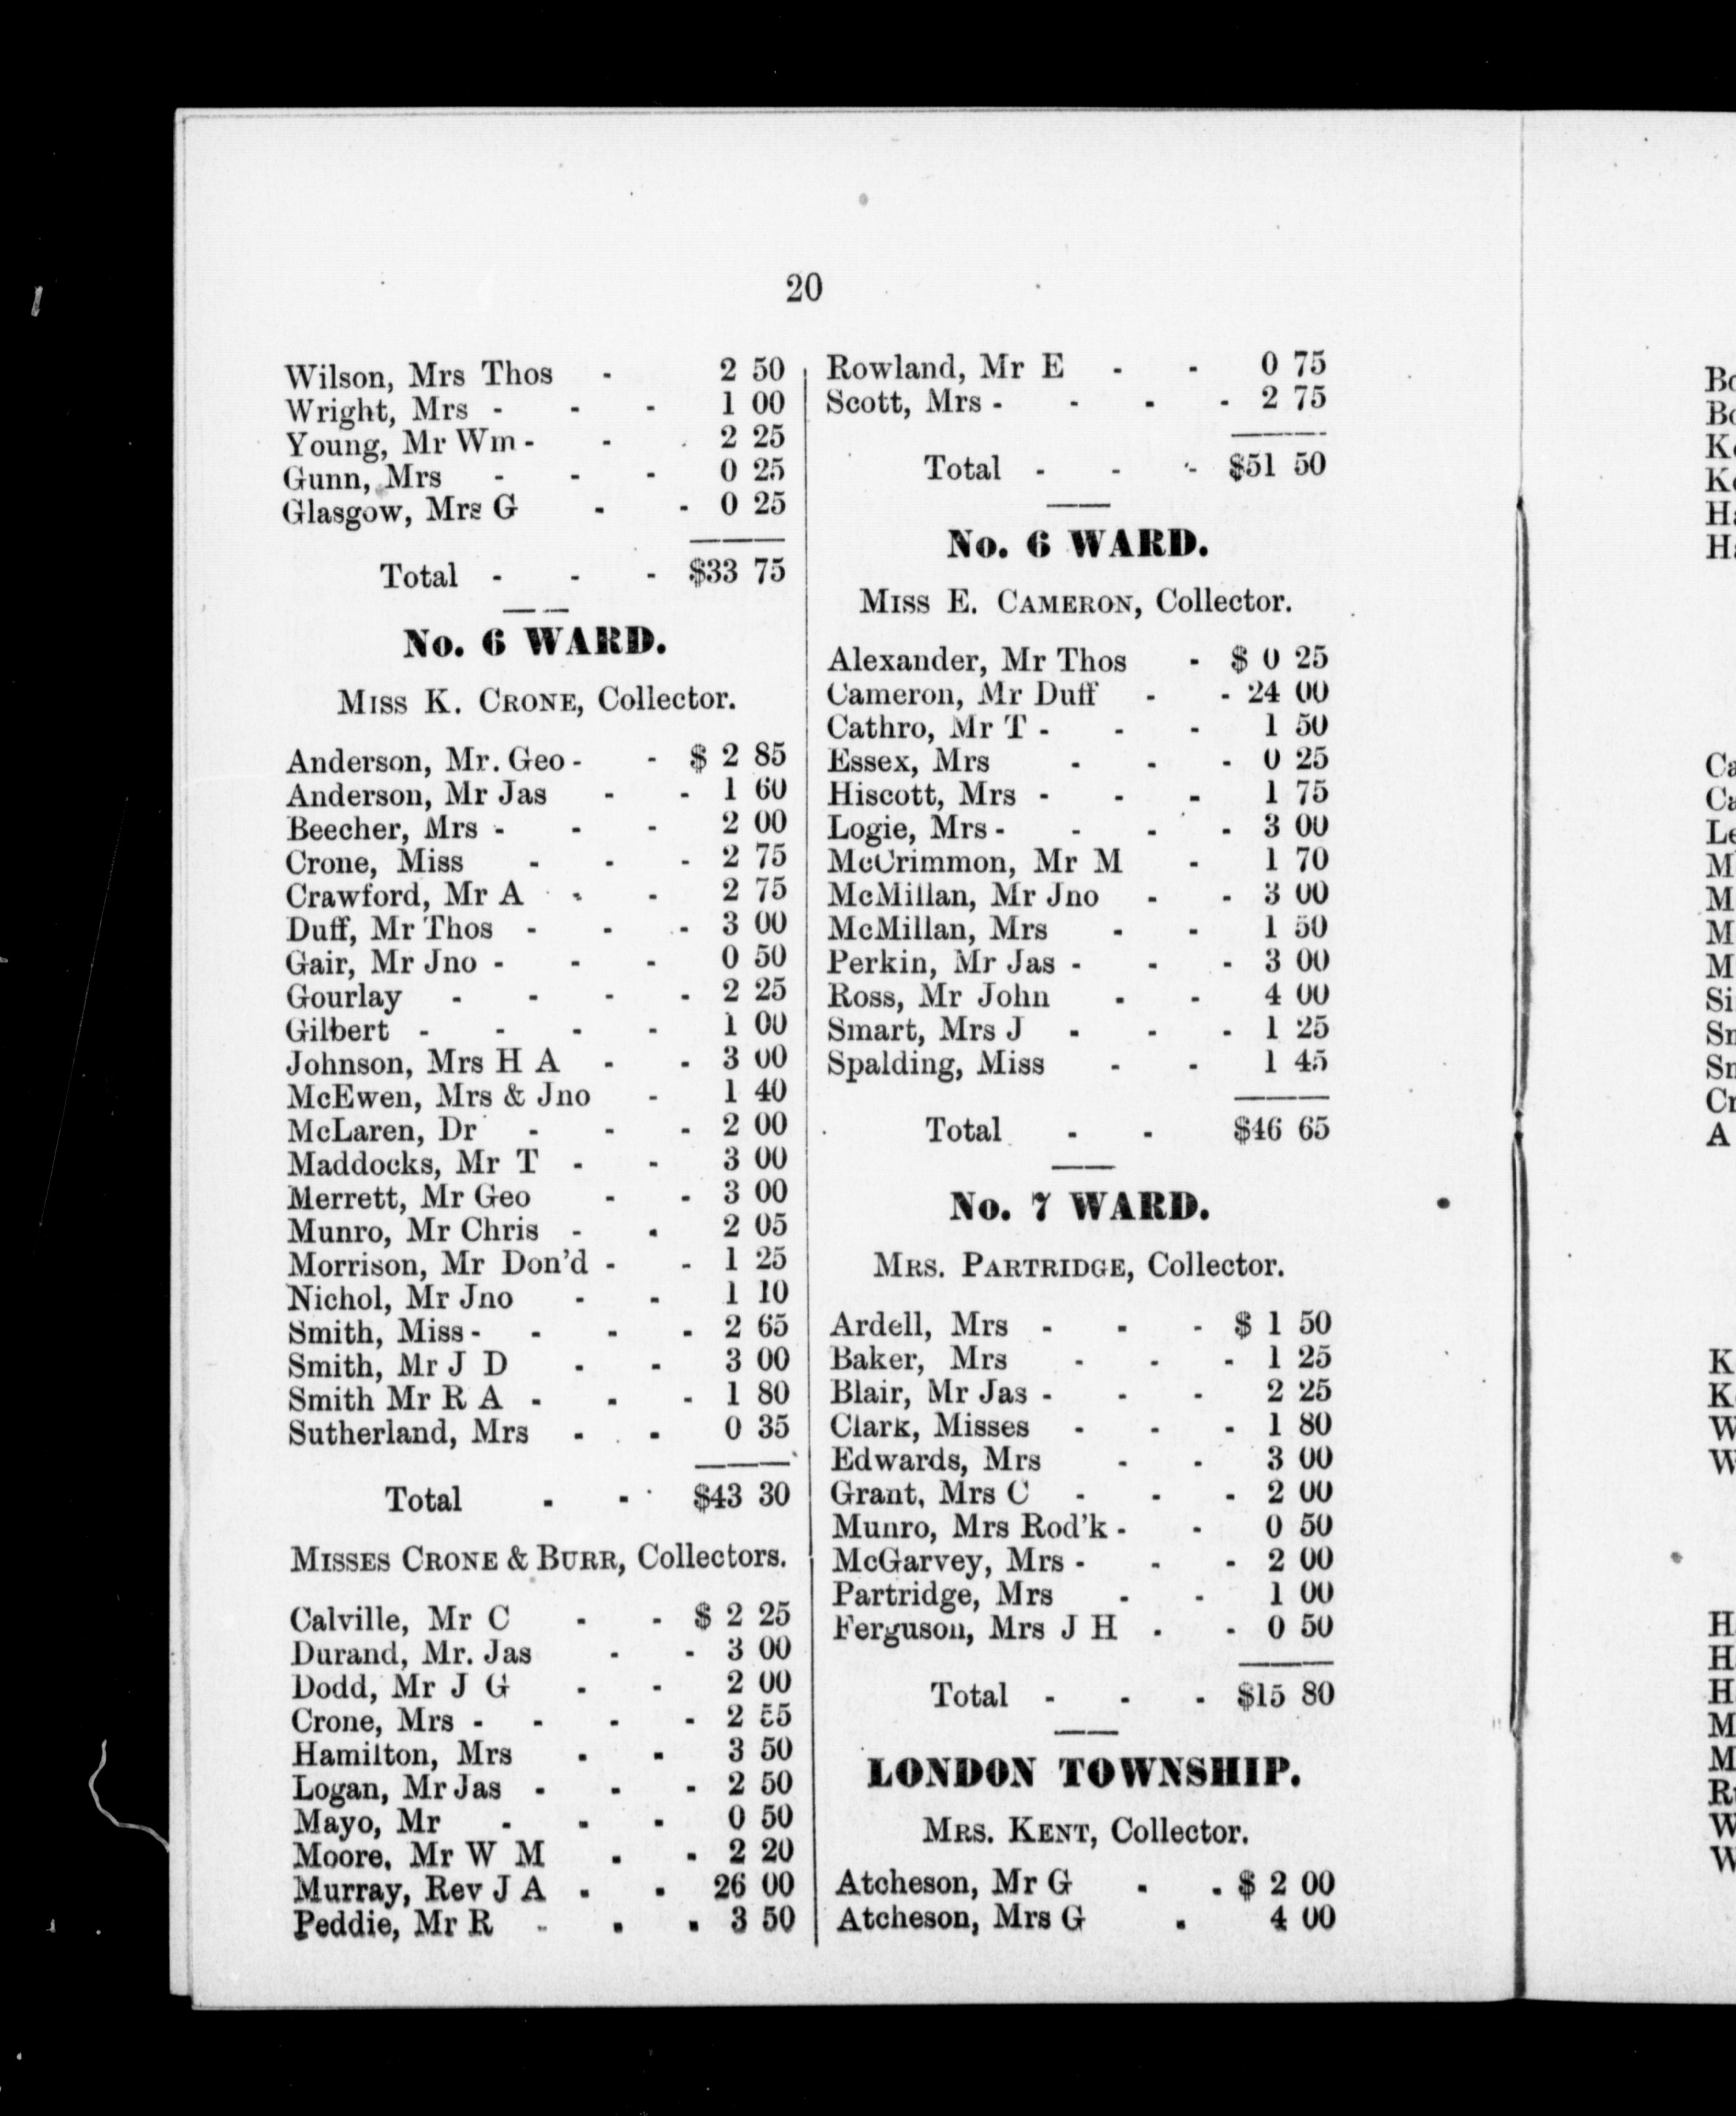 20
Wilson, Mrs Thos - 2 50
Wright, Mrs - - - 1 00
Young, Mr Wm - - . 2 25
Gunn, Mrs - - - 0 25
Glasgow, Mrs G - - 0 25
Total - - - $33 75
No. 6 WARD.
MISS K. CRONE, Collector.
Anderson, Mr. Geo - - $ 2 85
Anderson, Mr Jas - - 1 60
Beecher, Mrs - - - 2 00
Crone, Miss - - - 2 75
Crawford, Mr A - - 2 75
Duff, Mr Thos - - - 3 00
Gair, Mr Jno - - - 0 50
Gourlay - - - - 2 25
Gilbert - - - - 1 00
Johnson, Mrs H A - - 3 00
McEwen, Mrs & Jno - 1 40
McLaren, Dr - - - 2 00
Maddocks, Mr T - - 3 00
Merrett, Mr Geo - - 3 00
Munro, Mr Chris - - 2 05
Morrison, Mr Don'd - - 1 25
Nichol, Mr Jno - - 1 10
Smith, Miss - - - - 2 65
Smith, Mr J D - - 3 00
Smith Mr R A - - - 1 80
Sutherland, Mrs - - 0 35
Total - - $43 30
MISSES CRONE & BURR, Collectors.
Calville, Mr C - - $ 2 25
Durand, Mr. Jas - - 3 00
Dodd, Mr J G - - 2 00
Crone, Mrs - - - - 2 55
Hamilton, Mrs - - 3 50
Logan, Mr Jas - - - 2 50
Mayo, Mr - - - 0 50
Moore, Mr W M - - 2 20
Murray, Rev J A - - 26 00
Peddie, Mr R - - - 3 50
Rowland, Mr E - - 0 75
Scott, Mrs - - - - 2 75
Total - - - $51 50
No. 6 WARD.
MISS E. CAMERON, Collector.
Alexander, Mr Thos - $ 0 25
Cameron, Mr Duff - - 24 00
Cathro, Mr T - - - 1 50
Essex, Mrs - - - 0 25
Hiscott, Mrs - - - 1 75
Logie, Mrs - - - - 3 00
McCrimmon, Mr M - 1 70
McMillan, Mr Jno - - 3 00
McMillan, Mrs - - 1 50
Perkin, Mr Jas - - - 3 00
Ross, Mr John - - 4 00
Smart, Mrs J - - - 1 25
Spalding, Miss - - 1 45
Total - - $46 65
No. 7 WARD.
MRS. PARTRIDGE, Collector.
Ardell, Mrs - - - $ 1 50
Baker, Mrs - - - 1 25
Blair, Mr Jas - - - 2 25
Clark, Misses - - - 1 80
Edwards, Mrs - - 3 00
Grant, Mrs C - - - 2 00
Munro, Mrs Rod'k - - 0 50
McGarvey, Mrs - - - 2 00
Partridge, Mrs - - 1 00
Ferguson, Mrs J H - - 0 50
Total - - - $15 80
LONDON TOWNSHIP.
MRS. KENT, Collector.
Atcheson, Mr G - - $ 2 00
Atcheson, Mrs G - 4 00